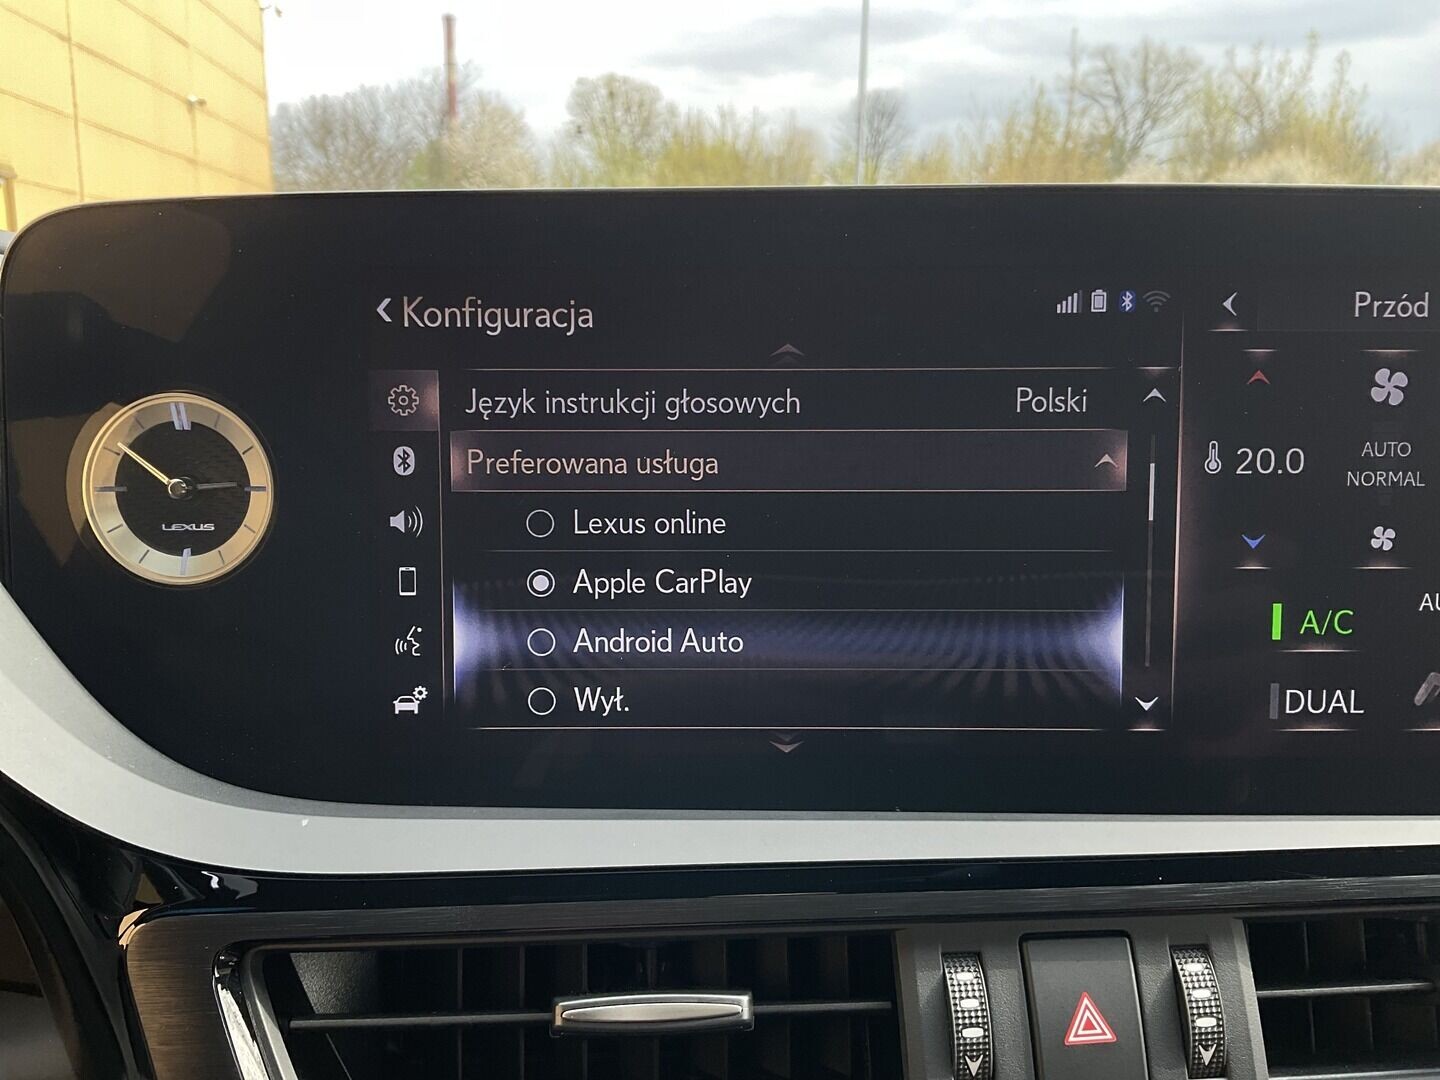 Konfiguracja
Język instrukcji głosowych Polski
Preferowana usługa
Lexus online
Apple CarPlay
Android Auto
Wył.
LEXUS
Przód
20.0
AUTO
NORMAL
A/C
DUAL